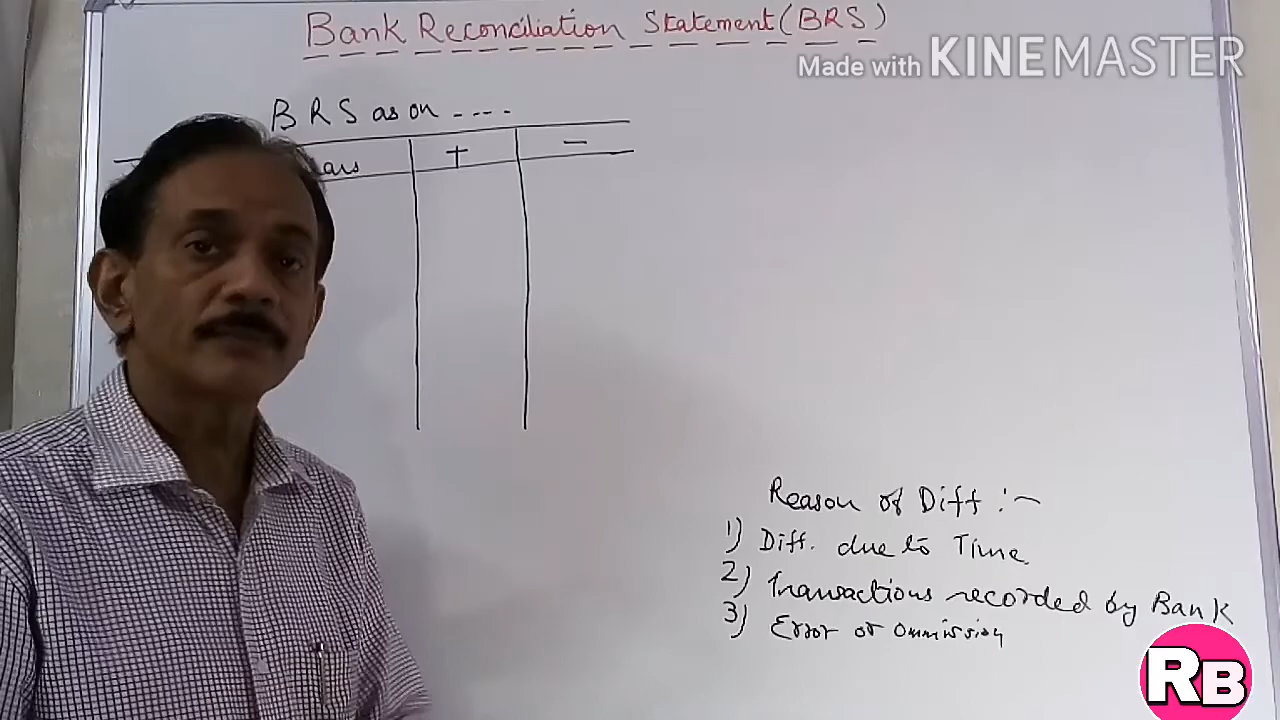 Bank Reconciliation Statement (BRS)
Made with KINEMASTER
BRS as on ----
+ -
Reason of Diff :-
1) Diff. due to Time.
2) Transactions recorded by Bank
3) Error or Ommission
RB